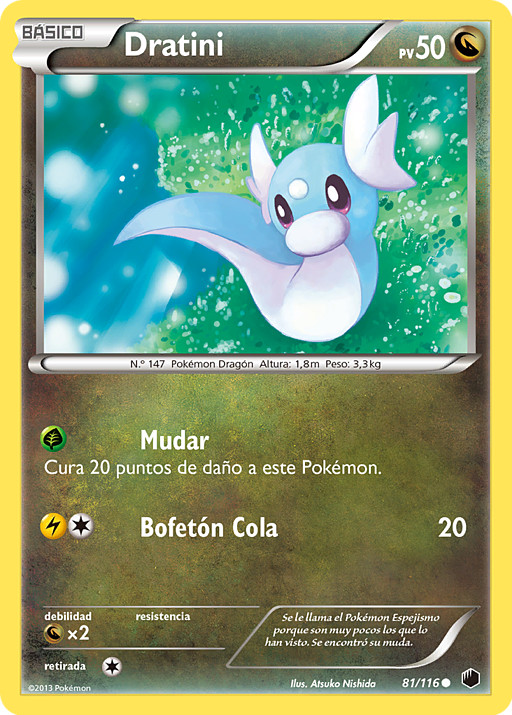 BÁSICO
Dratini
PV50
N.º 147 Pokémon Dragón Altura: 1,8m Peso: 3,3kg
Mudar
Cura 20 puntos de daño a este Pokémon.
Bofetón Cola 20
debilidad resistencia
×2
retirada
Se le llama el Pokémon Espejismo
porque son muy pocos los que lo
han visto. Se encontró su muda.
©2013 Pokémon
Ilus. Atsuko Nishida
81/116